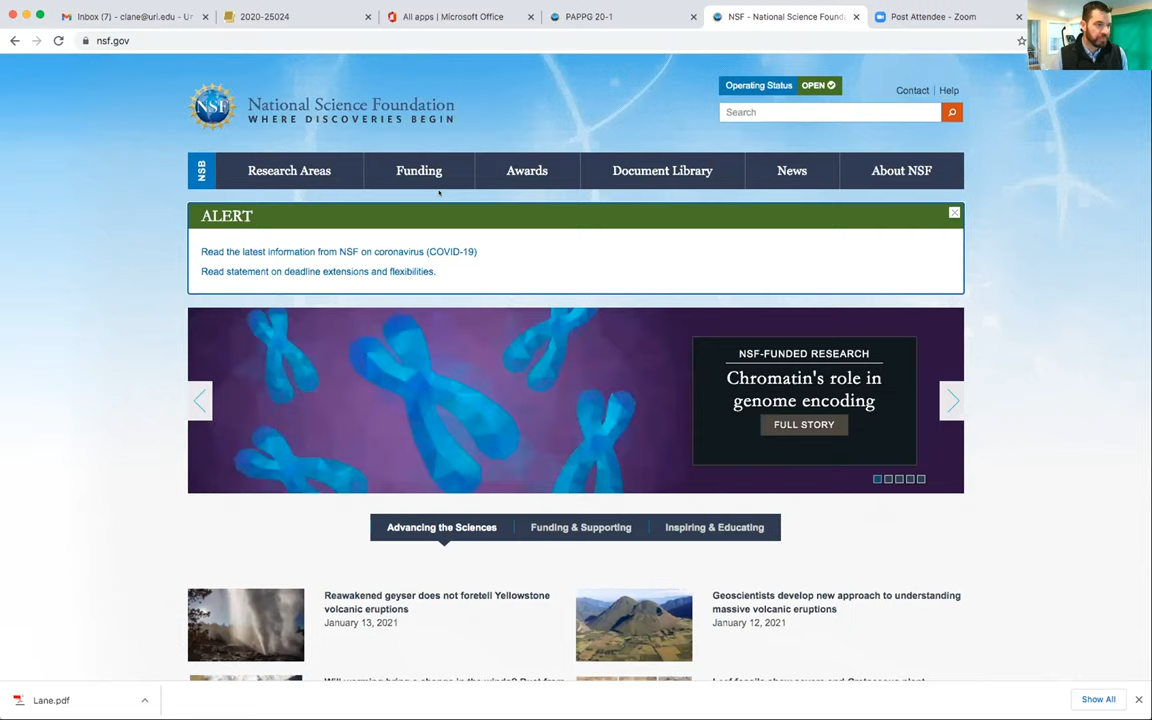 Inbox (7) - clane@uri.edu - Ur
2020-25024
All apps | Microsoft Office
PAPPG 20-1
NSF - National Science Founda
Post Attendee - Zoom
nsf.gov
NSF
National Science Foundation
WHERE DISCOVERIES BEGIN
Operating Status OPEN
Contact | Help
Search
NSB
Research Areas
Funding
Awards
Document Library
News
About NSF
ALERT
Read the latest information from NSF on coronavirus (COVID-19)
Read statement on deadline extensions and flexibilities.
NSF-FUNDED RESEARCH
Chromatin's role in
genome encoding
FULL STORY
Advancing the Sciences
Funding & Supporting
Inspiring & Educating
Reawakened geyser does not foretell Yellowstone
volcanic eruptions
January 13, 2021
Geoscientists develop new approach to understanding
massive volcanic eruptions
January 12, 2021
Lane.pdf
Show All